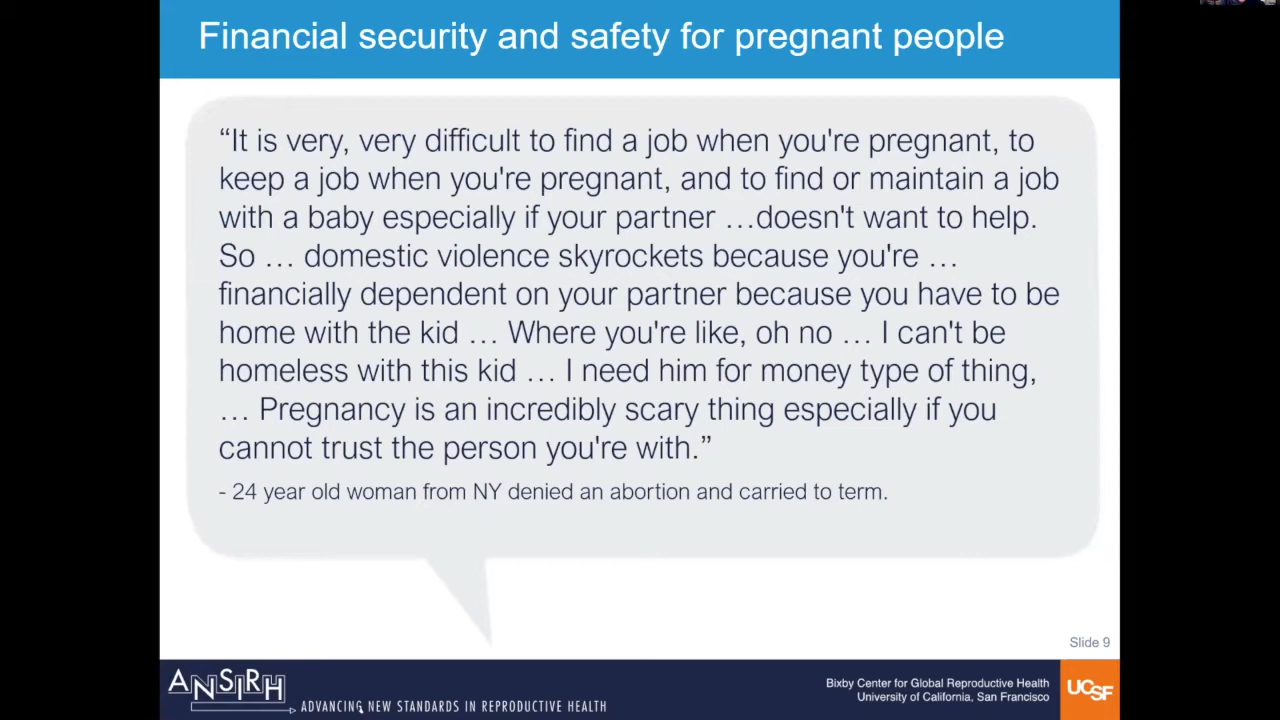 Financial security and safety for pregnant people
“It is very, very difficult to find a job when you're pregnant, to
keep a job when you're pregnant, and to find or maintain a job
with a baby especially if your partner …doesn't want to help.
So … domestic violence skyrockets because you're …
financially dependent on your partner because you have to be
home with the kid … Where you're like, oh no … I can't be
homeless with this kid … I need him for money type of thing,
… Pregnancy is an incredibly scary thing especially if you
cannot trust the person you're with.”
- 24 year old woman from NY denied an abortion and carried to term.
Slide 9
ANSIRH
ADVANCING NEW STANDARDS IN REPRODUCTIVE HEALTH
Bixby Center for Global Reproductive Health
University of California, San Francisco
UCSF